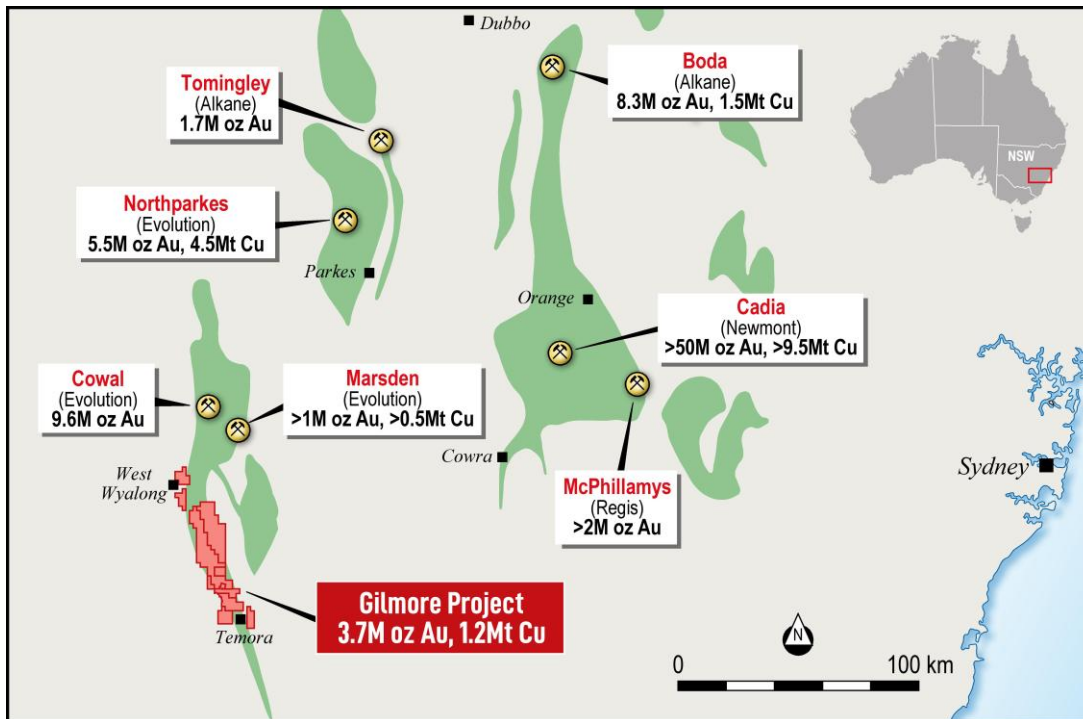 Dubbo
Tomingley
(Alkane)
1.7M oz Au
Boda
(Alkane)
8.3M oz Au, 1.5Mt Cu
NSW
Northparkes
(Evolution)
5.5M oz Au, 4.5Mt Cu
Parkes
Orange
Cadia
(Newmont)
>50M oz Au, >9.5Mt Cu
Cowal
(Evolution)
9.6M oz Au
Marsden
(Evolution)
>1M oz Au, >0.5Mt Cu
Cowra
West
Wyalong
McPhillamys
(Regis)
>2M oz Au
Sydney
Gilmore Project
3.7M oz Au, 1.2Mt Cu
Temora
N
0 100 km